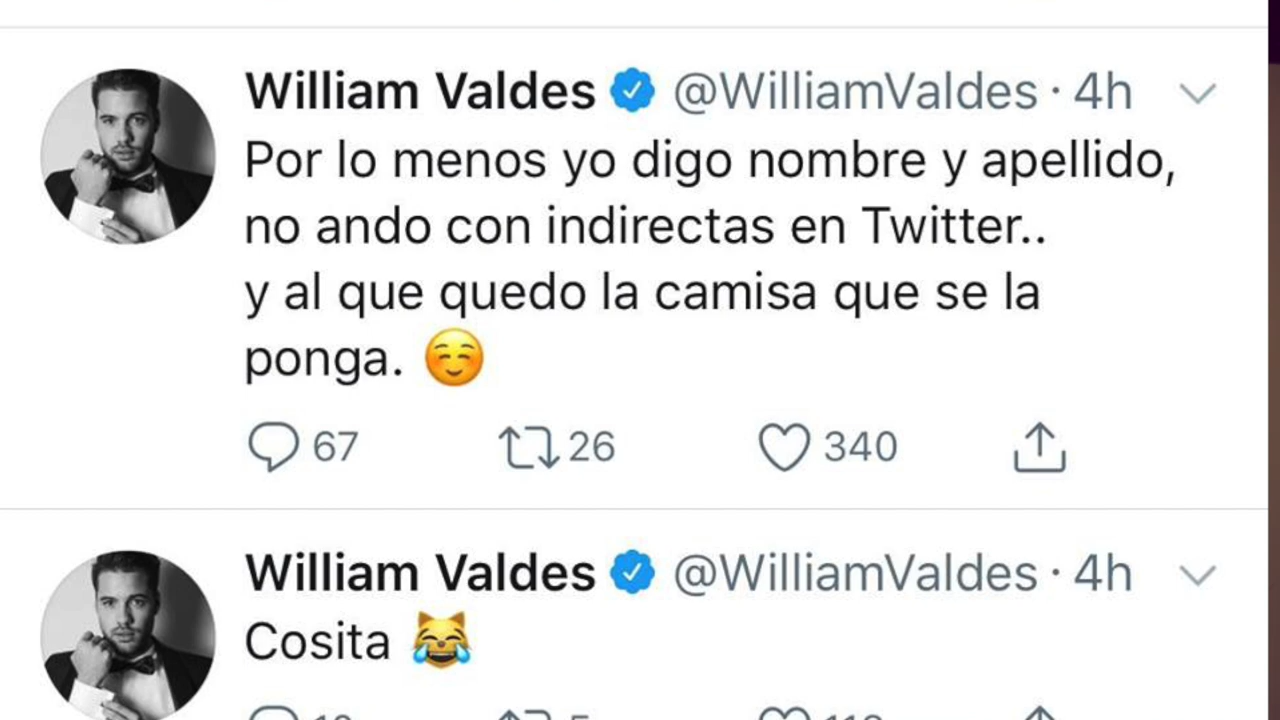 William Valdes @WilliamValdes · 4h
Por lo menos yo digo nombre y apellido,
no ando con indirectas en Twitter..
y al que quedo la camisa que se la
ponga. ☺️
67 26 340
William Valdes @WilliamValdes · 4h
Cosita 😹